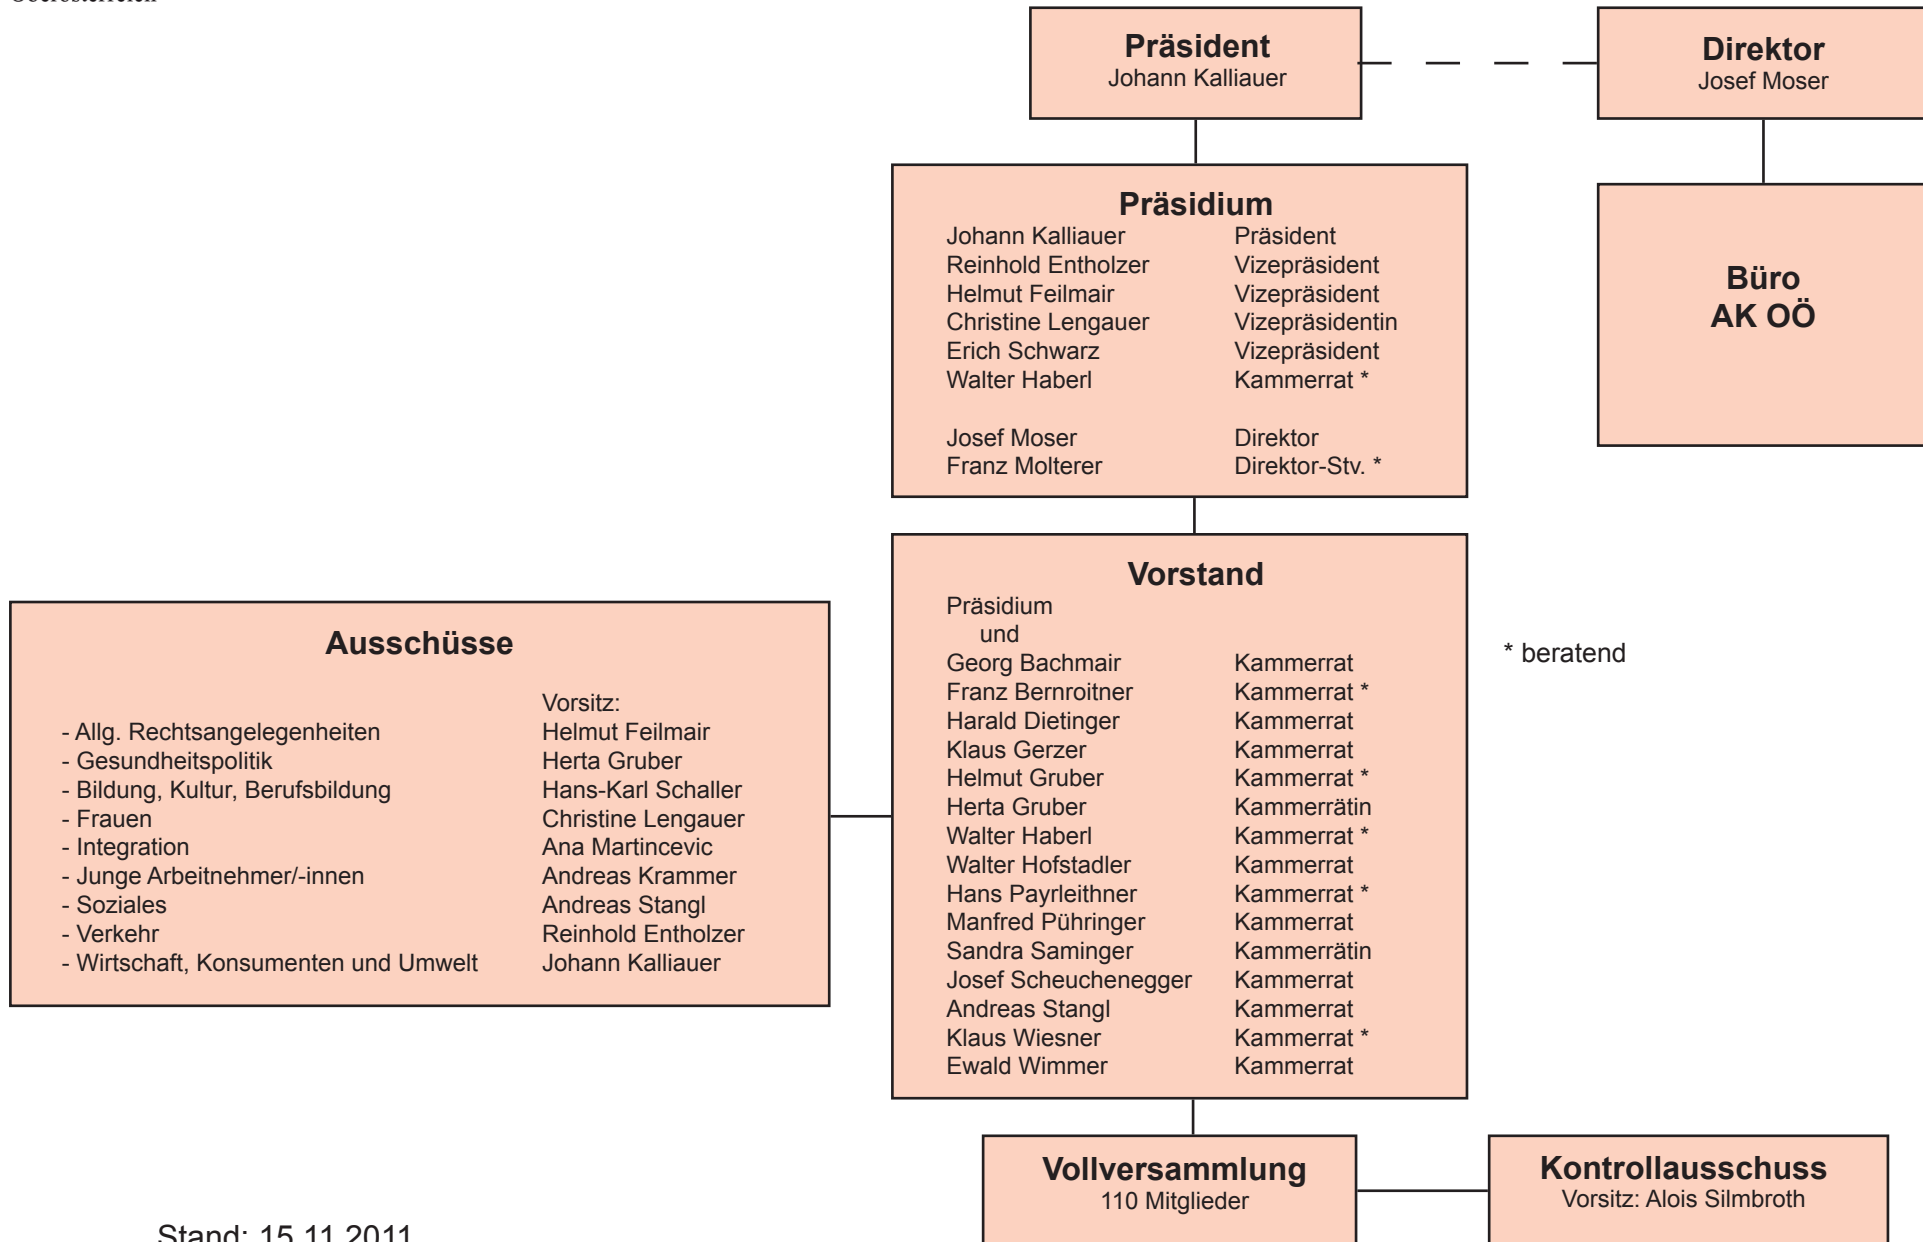 Präsident
Johann Kalliauer
Direktor
Josef Moser
Präsidium
Johann Kalliauer Präsident
Reinhold Entholzer Vizepräsident
Helmut Feilmair Vizepräsident
Christine Lengauer Vizepräsidentin
Erich Schwarz Vizepräsident
Walter Haberl Kammerrat *
Josef Moser Direktor
Franz Molterer Direktor-Stv. *
Büro
AK OÖ
Vorstand
Präsidium
und
Georg Bachmair Kammerrat
Franz Bernroitner Kammerrat *
Harald Dietinger Kammerrat
Klaus Gerzer Kammerrat
Helmut Gruber Kammerrat *
Herta Gruber Kammerrätin
Walter Haberl Kammerrat *
Walter Hofstadler Kammerrat
Hans Payrleithner Kammerrat *
Manfred Pühringer Kammerrat
Sandra Saminger Kammerrätin
Josef Scheuchenegger Kammerrat
Andreas Stangl Kammerrat
Klaus Wiesner Kammerrat *
Ewald Wimmer Kammerrat
* beratend
Ausschüsse
Vorsitz:
- Allg. Rechtsangelegenheiten Helmut Feilmair
- Gesundheitspolitik Herta Gruber
- Bildung, Kultur, Berufsbildung Hans-Karl Schaller
- Frauen Christine Lengauer
- Integration Ana Martincevic
- Junge Arbeitnehmer/-innen Andreas Krammer
- Soziales Andreas Stangl
- Verkehr Reinhold Entholzer
- Wirtschaft, Konsumenten und Umwelt Johann Kalliauer
Vollversammlung
110 Mitglieder
Kontrollausschuss
Vorsitz: Alois Silmbroth
Stand: 15.11.2011